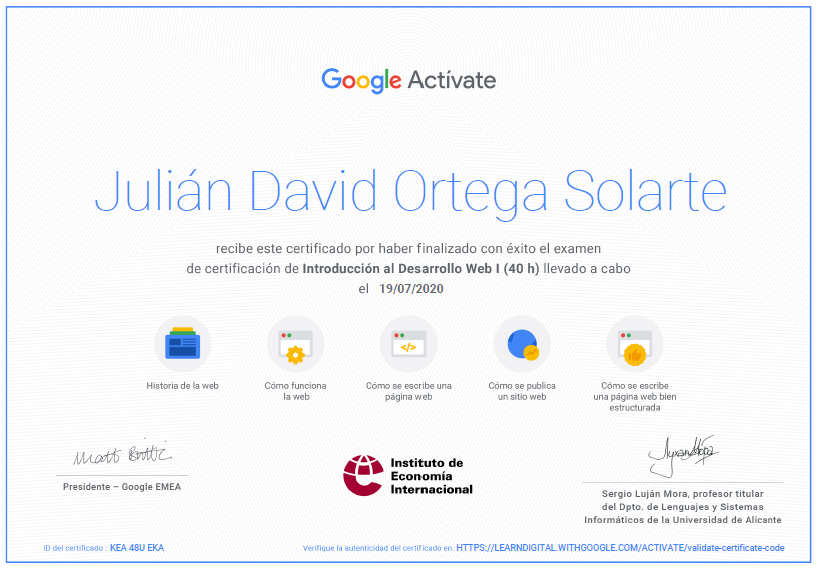 Google Actívate
Julián David Ortega Solarte
recibe este certificado por haber finalizado con éxito el examen
de certificación de Introducción al Desarrollo Web I (40 h) llevado a cabo
el 19/07/2020
</>
Historia de la web
Cómo funciona
la web
Cómo se escribe una
página web
Cómo se publica
un sitio web
Cómo se escribe
una página web bien
estructurada
Presidente – Google EMEA
Instituto de
Economía
Internacional
Sergio Luján Mora, profesor titular
del Dpto. de Lenguajes y Sistemas
Informáticos de la Universidad de Alicante
ID del certificado : KEA 48U EKA
Verifique la autenticidad del certificado en: HTTPS://LEARNDIGITAL.WITHGOOGLE.COM/ACTIVATE/validate-certificate-code